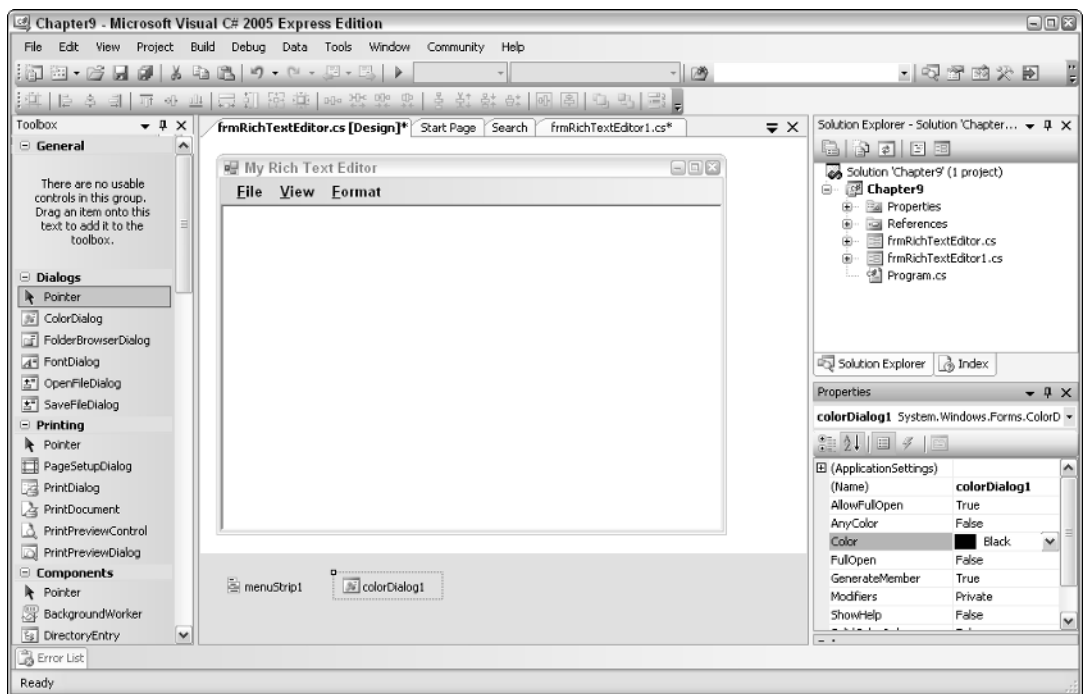 Chapter9 - Microsoft Visual C# 2005 Express Edition
File Edit View Project Build Debug Data Tools Window Community Help
Toolbox
General
There are no usable
controls in this group.
Drag an item onto this
text to add it to the
toolbox.
Dialogs
Pointer
ColorDialog
FolderBrowserDialog
FontDialog
OpenFileDialog
SaveFileDialog
Printing
Pointer
PageSetupDialog
PrintDialog
PrintDocument
PrintPreviewControl
PrintPreviewDialog
Components
Pointer
BackgroundWorker
DirectoryEntry
frmRichTextEditor.cs [Design]* Start Page Search frmRichTextEditor1.cs*
My Rich Text Editor
File View Format
menuStrip1 colorDialog1
Solution Explorer - Solution 'Chapter...
Solution 'Chapter9' (1 project)
Chapter9
Properties
References
frmRichTextEditor.cs
frmRichTextEditor1.cs
Program.cs
Solution Explorer Index
Properties
colorDialog1 System.Windows.Forms.ColorD
(ApplicationSettings)
(Name) colorDialog1
AllowFullOpen True
AnyColor False
Color Black
FullOpen False
GenerateMember True
Modifiers Private
ShowHelp False
Error List
Ready